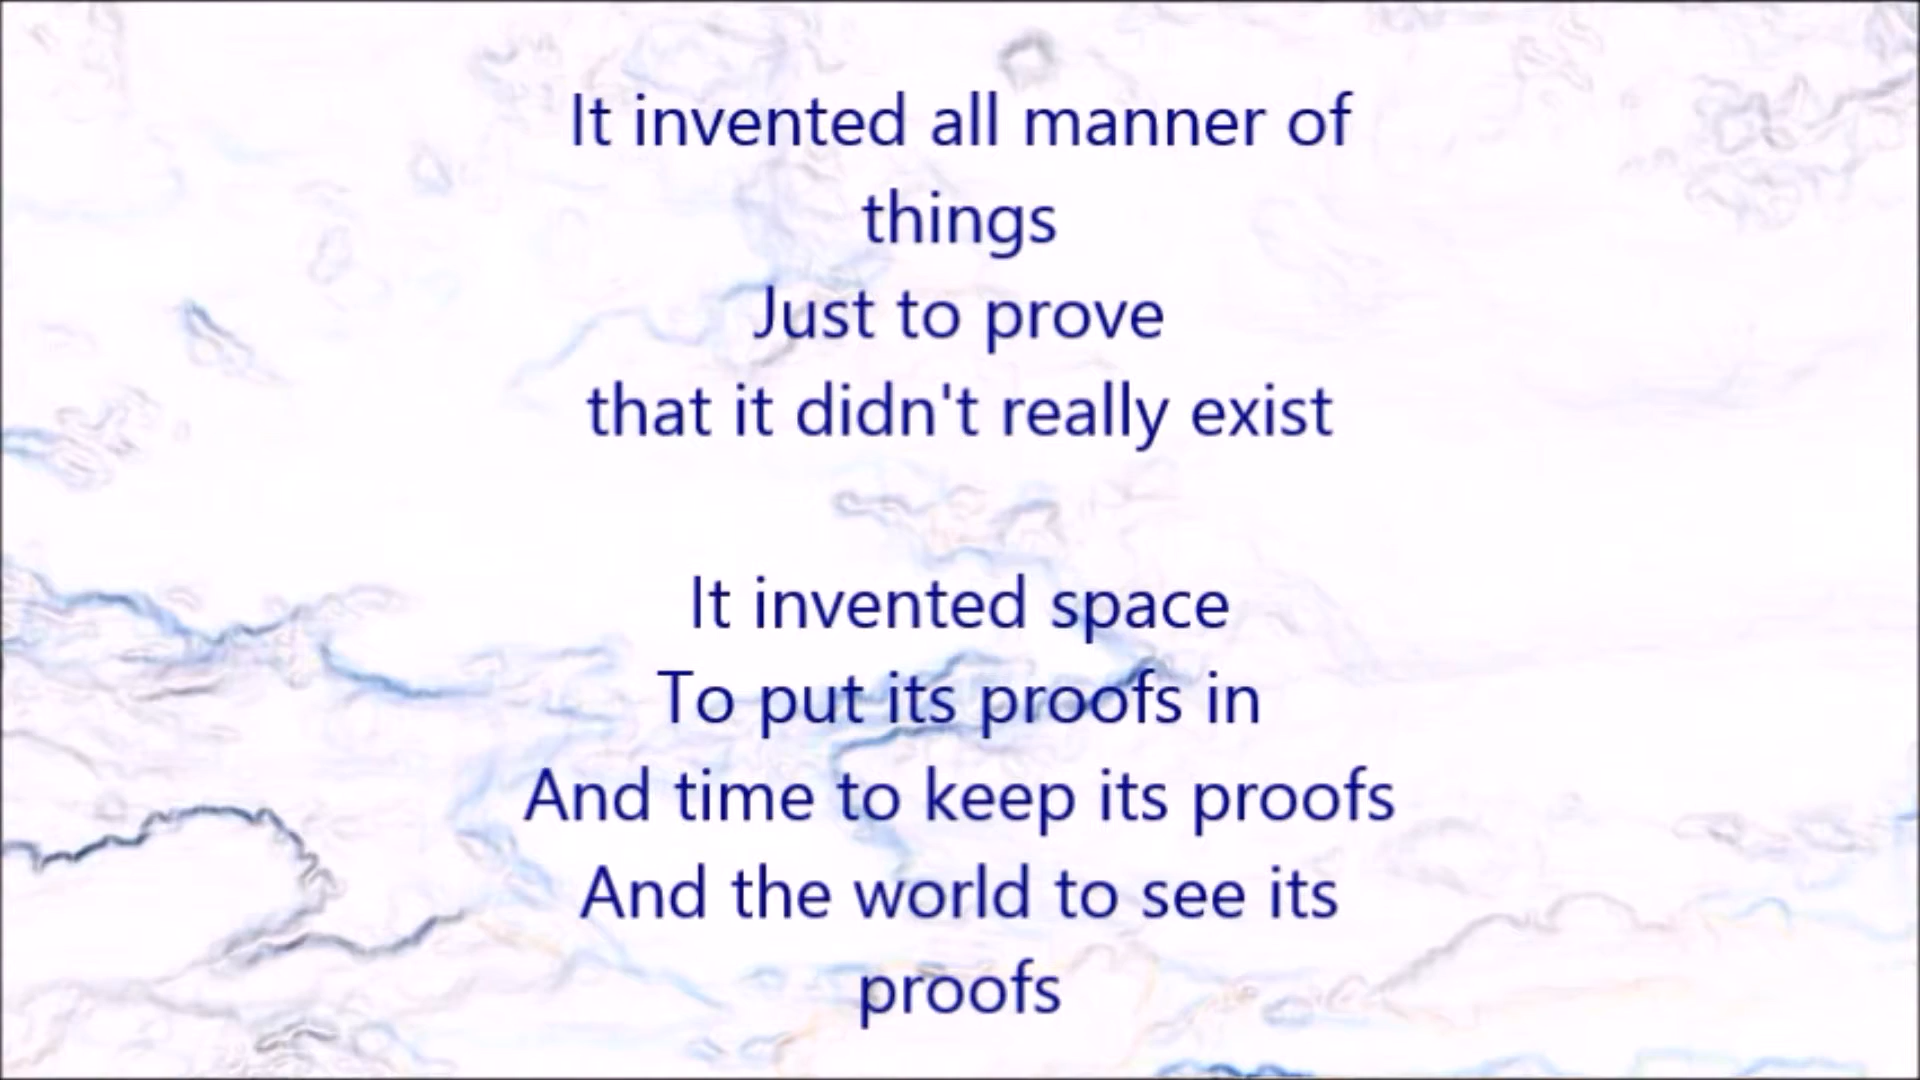 It invented all manner of
things
Just to prove
that it didn't really exist
It invented space
To put its proofs in
And time to keep its proofs
And the world to see its
proofs